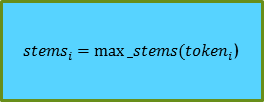 stems_i = max_stems(token_i)